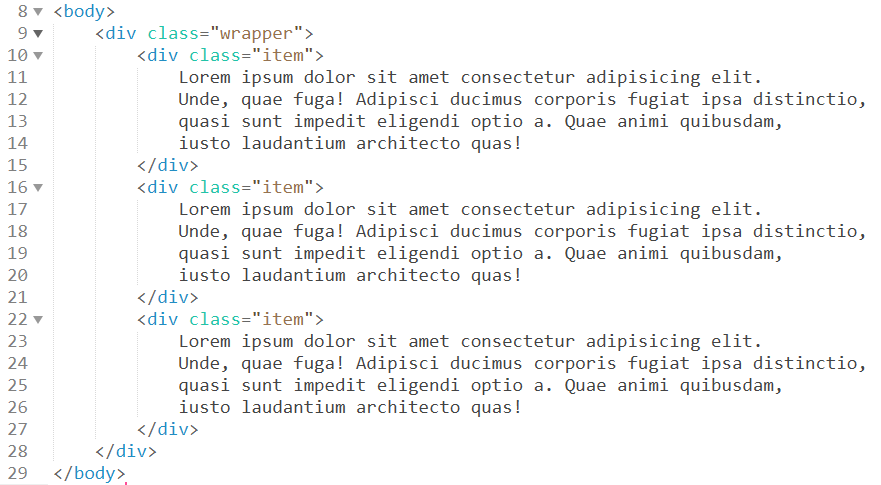 8 <body>
9 <div class="wrapper">
10 <div class="item">
11 Lorem ipsum dolor sit amet consectetur adipisicing elit.
12 Unde, quae fuga! Adipisci ducimus corporis fugiat ipsa distinctio,
13 quasi sunt impedit eligendi optio a. Quae animi quibusdam,
14 iusto laudantium architecto quas!
15 </div>
16 <div class="item">
17 Lorem ipsum dolor sit amet consectetur adipisicing elit.
18 Unde, quae fuga! Adipisci ducimus corporis fugiat ipsa distinctio,
19 quasi sunt impedit eligendi optio a. Quae animi quibusdam,
20 iusto laudantium architecto quas!
21 </div>
22 <div class="item">
23 Lorem ipsum dolor sit amet consectetur adipisicing elit.
24 Unde, quae fuga! Adipisci ducimus corporis fugiat ipsa distinctio,
25 quasi sunt impedit eligendi optio a. Quae animi quibusdam,
26 iusto laudantium architecto quas!
27 </div>
28 </div>
29 </body>